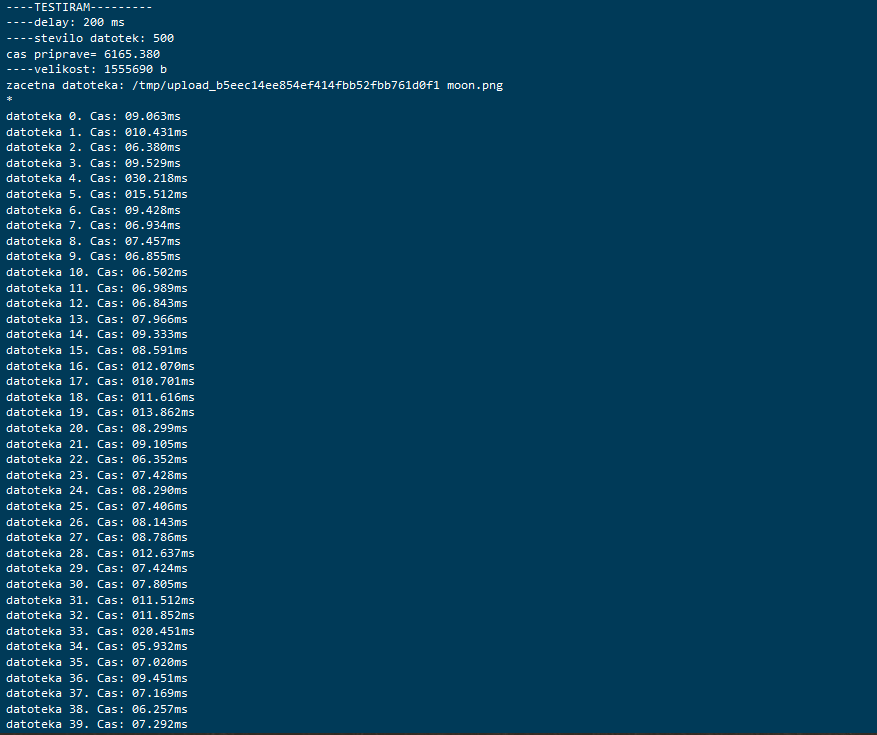 ----TESTIRAM---------
----delay: 200 ms
----stevilo datotek: 500
cas priprave= 6165.380
----velikost: 1555690 b
zacetna datoteka: /tmp/upload_b5eec14ee854ef414fbb52fbb761d0f1 moon.png
*
datoteka 0. Cas: 09.063ms
datoteka 1. Cas: 010.431ms
datoteka 2. Cas: 06.380ms
datoteka 3. Cas: 09.529ms
datoteka 4. Cas: 030.218ms
datoteka 5. Cas: 015.512ms
datoteka 6. Cas: 09.428ms
datoteka 7. Cas: 06.934ms
datoteka 8. Cas: 07.457ms
datoteka 9. Cas: 06.855ms
datoteka 10. Cas: 06.502ms
datoteka 11. Cas: 06.989ms
datoteka 12. Cas: 06.843ms
datoteka 13. Cas: 07.966ms
datoteka 14. Cas: 09.333ms
datoteka 15. Cas: 08.591ms
datoteka 16. Cas: 012.070ms
datoteka 17. Cas: 010.701ms
datoteka 18. Cas: 011.616ms
datoteka 19. Cas: 013.862ms
datoteka 20. Cas: 08.299ms
datoteka 21. Cas: 09.105ms
datoteka 22. Cas: 06.352ms
datoteka 23. Cas: 07.428ms
datoteka 24. Cas: 08.290ms
datoteka 25. Cas: 07.406ms
datoteka 26. Cas: 08.143ms
datoteka 27. Cas: 08.786ms
datoteka 28. Cas: 012.637ms
datoteka 29. Cas: 07.424ms
datoteka 30. Cas: 07.805ms
datoteka 31. Cas: 011.512ms
datoteka 32. Cas: 011.852ms
datoteka 33. Cas: 020.451ms
datoteka 34. Cas: 05.932ms
datoteka 35. Cas: 07.020ms
datoteka 36. Cas: 09.451ms
datoteka 37. Cas: 07.169ms
datoteka 38. Cas: 06.257ms
datoteka 39. Cas: 07.292ms